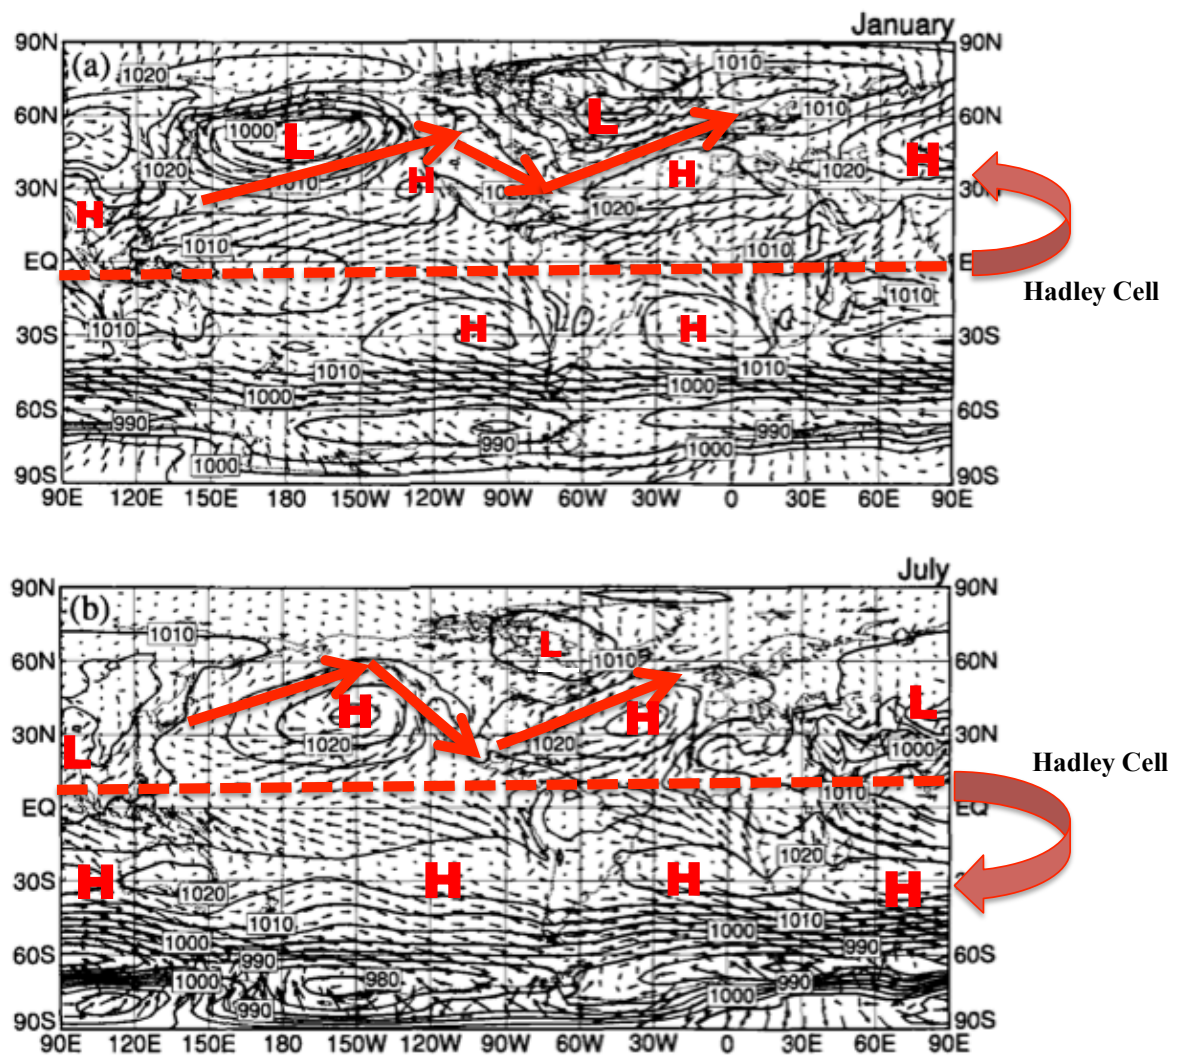 January
90N (a) 1020 1010 90N
60N 1000 L L 1010 60N
1020 1010 H H 1020 H
30N H 1020 1020 30N
1010 1010
EQ E
Hadley Cell
1010
1010 H H
30S 30S
1010 1010
1000 1000
60S 60S
990 990 990
1000 1000
90S 90S
90E 120E 150E 180 150W 120W 90W 60W 30W 0 30E 60E 90E
July
90N (b) 90N
1010 L
60N 1010 60N
H H L
30N L 1020 1020 1000 30N
Hadley Cell
1010
EQ EQ
1020
30S H H H H
1020
1010 1010
1000 1000
60S 990 990 60S
1000 980 990
990 1000
90S 90S
90E 120E 150E 180 150W 120W 90W 60W 30W 0 30E 60E 90E